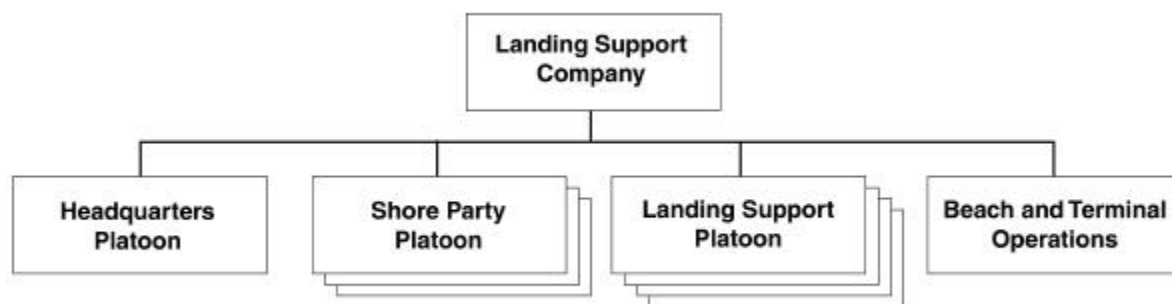 Landing Support
Company
Headquarters
Platoon
Shore Party
Platoon
Landing Support
Platoon
Beach and Terminal
Operations